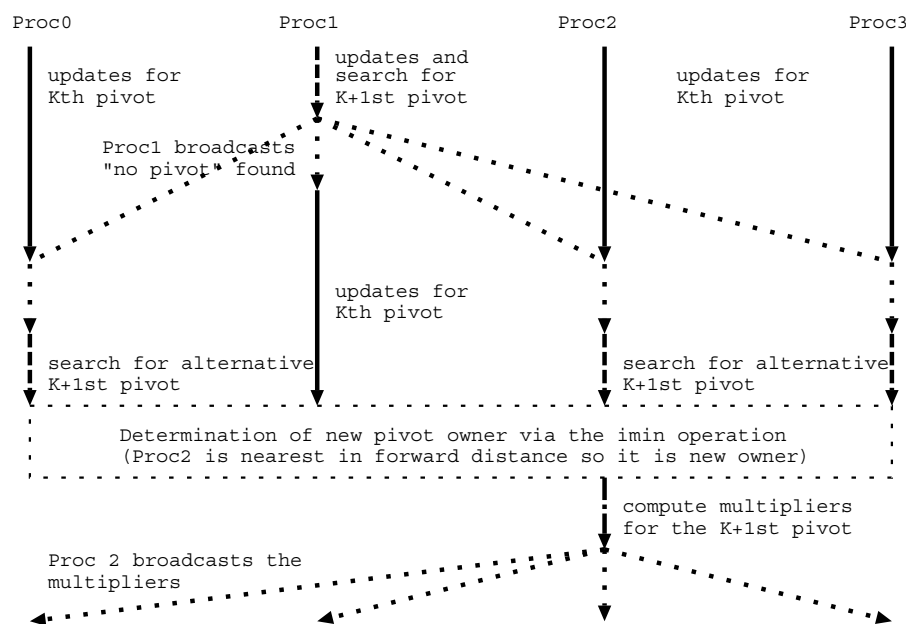 Proc0
Proc1
Proc2
Proc3
updates for
Kth pivot
updates and
search for
K+1st pivot
updates for
Kth pivot
Proc1 broadcasts
"no pivot" found
updates for
Kth pivot
search for alternative
K+1st pivot
search for alternative
K+1st pivot
Determination of new pivot owner via the imin operation
(Proc2 is nearest in forward distance so it is new owner)
compute multipliers
for the K+1st pivot
Proc 2 broadcasts the
multipliers